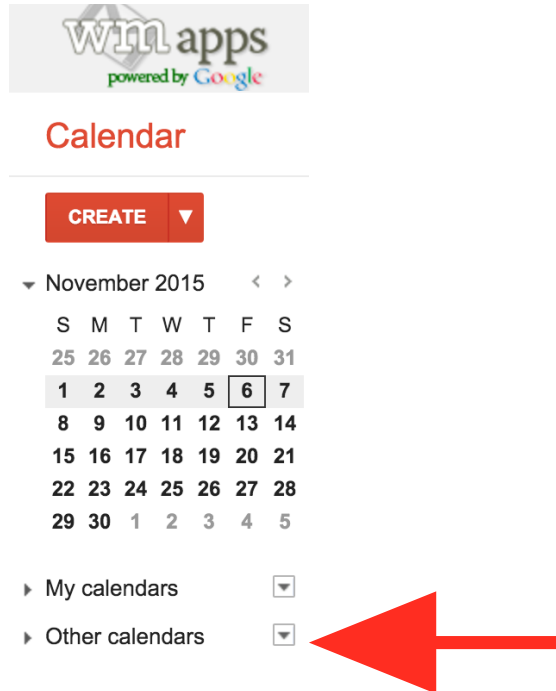 wm apps
powered by Google
Calendar
CREATE
November 2015
S M T W T F S
25 26 27 28 29 30 31
1 2 3 4 5 6 7
8 9 10 11 12 13 14
15 16 17 18 19 20 21
22 23 24 25 26 27 28
29 30 1 2 3 4 5
My calendars
Other calendars